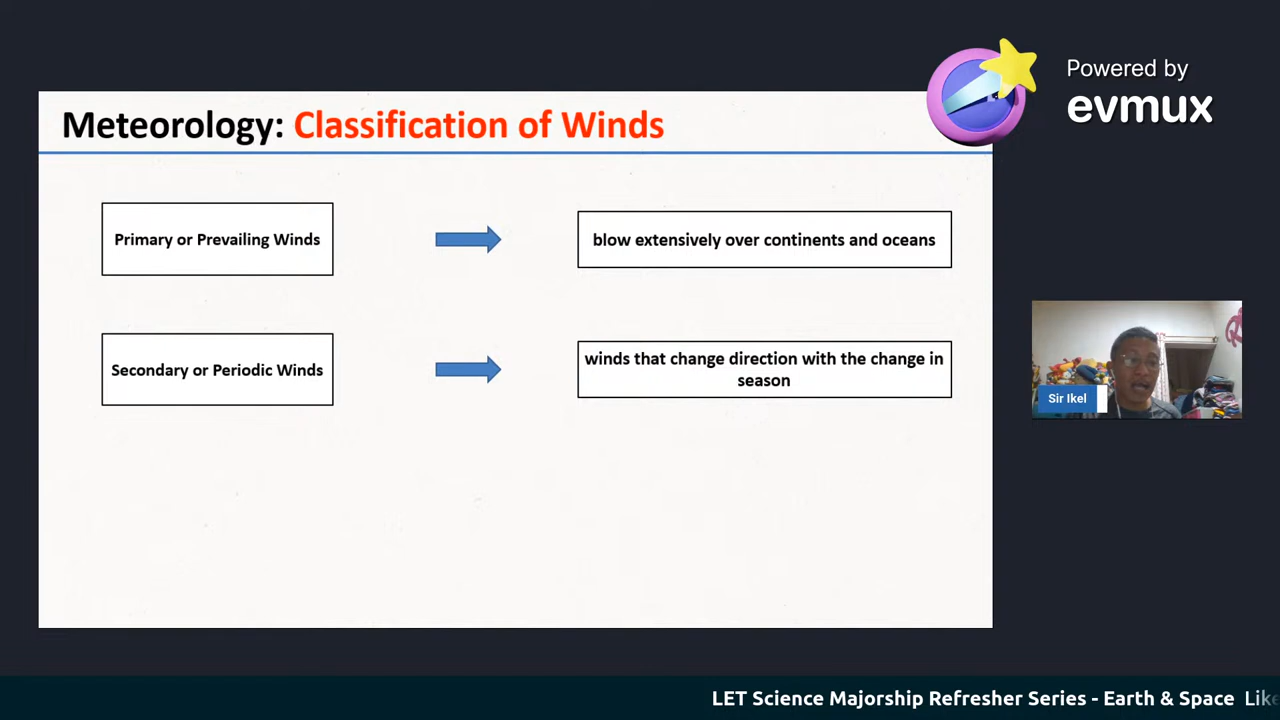 Powered by
evmux
Meteorology: Classification of Winds
Primary or Prevailing Winds
blow extensively over continents and oceans
Secondary or Periodic Winds
winds that change direction with the change in
season
Sir Ikel
LET Science Majorship Refresher Series - Earth & Space Like